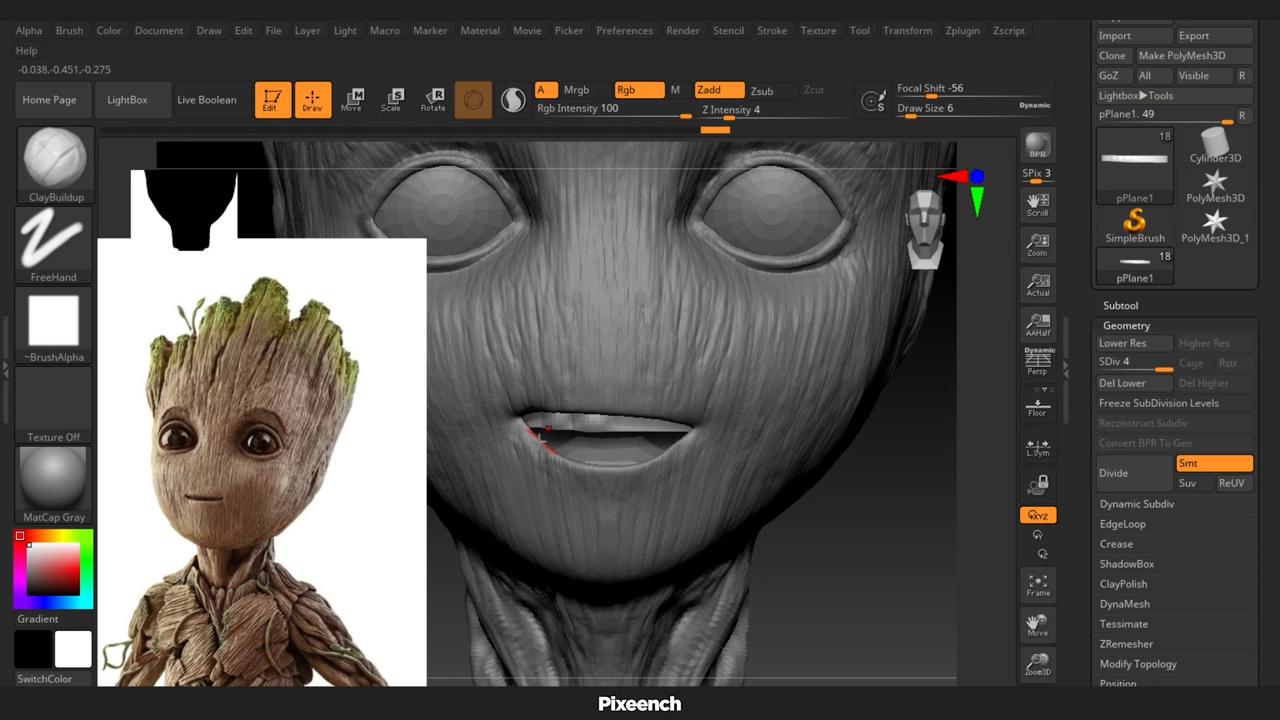 Alpha Brush Color Document Draw Edit File Layer Light Macro Marker Material Movie Picker Preferences Render Stencil Stroke Texture Tool Transform Zplugin Zscript
Help
-0.038,-0.451,-0.275
Home Page
LightBox
Live Boolean
Edit
Draw
Move
Scale
Rotate
A
Mrgb
Rgb
M
Zadd
Zsub
Zcut
Rgb Intensity 100
Z Intensity 4
Focal Shift -56
Draw Size 6
Dynamic
ClayBuildup
FreeHand
~BrushAlpha
Texture Off
MatCap Gray
Gradient
SwitchColor
BPR
SPix 3
Scroll
Zoom
Actual
AAHalf
Dynamic
Persp
Floor
L.Sym
XYZ
Frame
Move
Zoom3D
Import
Export
Clone
Make PolyMesh3D
GoZ
All
Visible
R
Lightbox▶Tools
pPlane1. 49
R
18
pPlane1
Cylinder3D
PolyMesh3D
SimpleBrush
PolyMesh3D_1
18
pPlane1
Subtool
Geometry
Lower Res
Higher Res
SDiv 4
Cage
Rstr
Del Lower
Del Higher
Freeze SubDivision Levels
Reconstruct Subdiv
Convert BPR To Geo
Divide
Smt
Suv
ReUV
Dynamic Subdiv
EdgeLoop
Crease
ShadowBox
ClayPolish
DynaMesh
Tessimate
ZRemesher
Modify Topology
Position
Pixeench